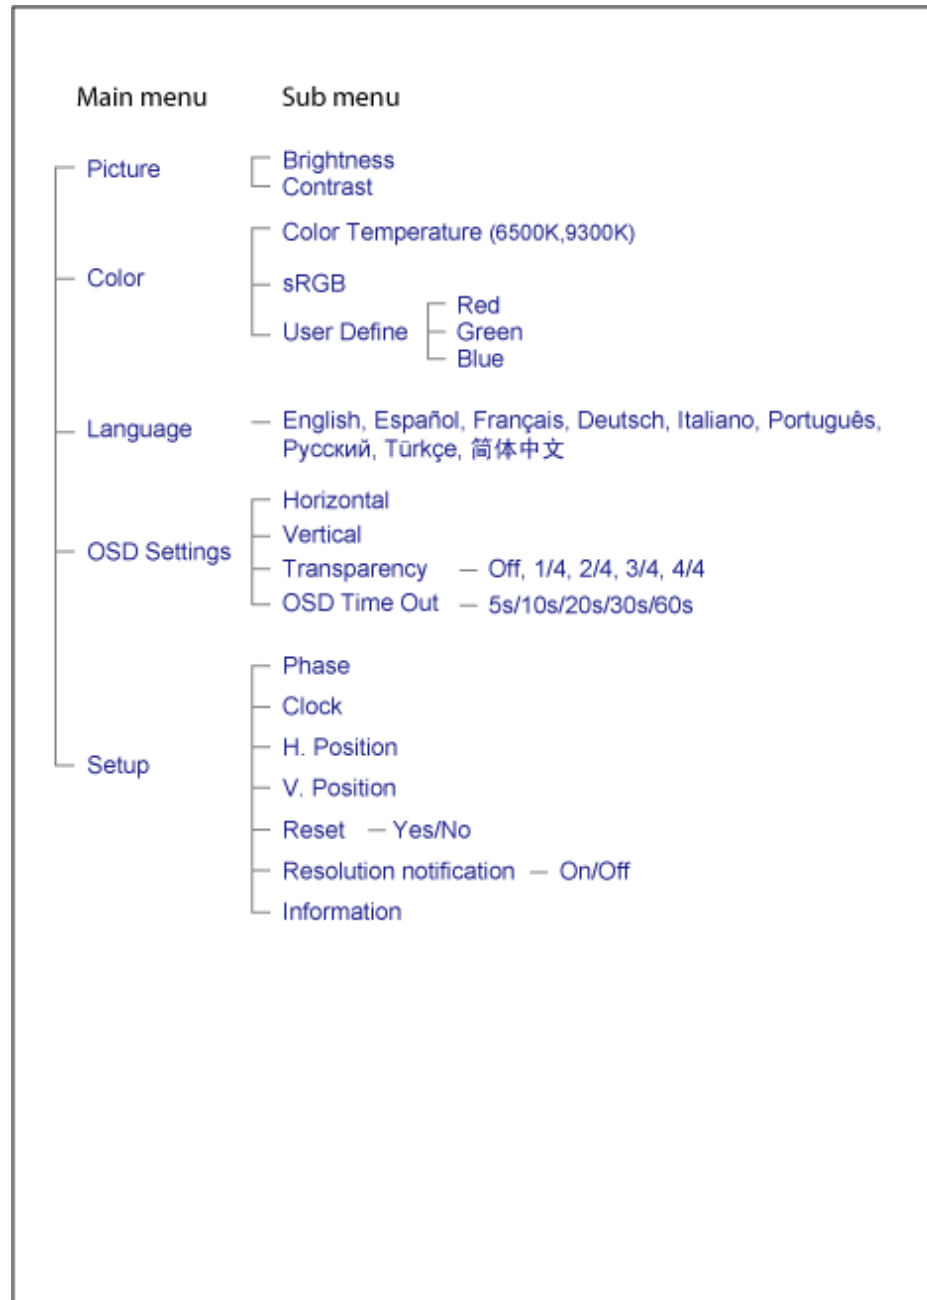 Main menu Sub menu
Picture
Brightness
Contrast
Color
Color Temperature (6500K,9300K)
sRGB
User Define
Red
Green
Blue
Language
English, Español, Français, Deutsch, Italiano, Português,
Русский, Türkçe, 简体中文
OSD Settings
Horizontal
Vertical
Transparency — Off, 1/4, 2/4, 3/4, 4/4
OSD Time Out — 5s/10s/20s/30s/60s
Setup
Phase
Clock
H. Position
V. Position
Reset — Yes/No
Resolution notification — On/Off
Information